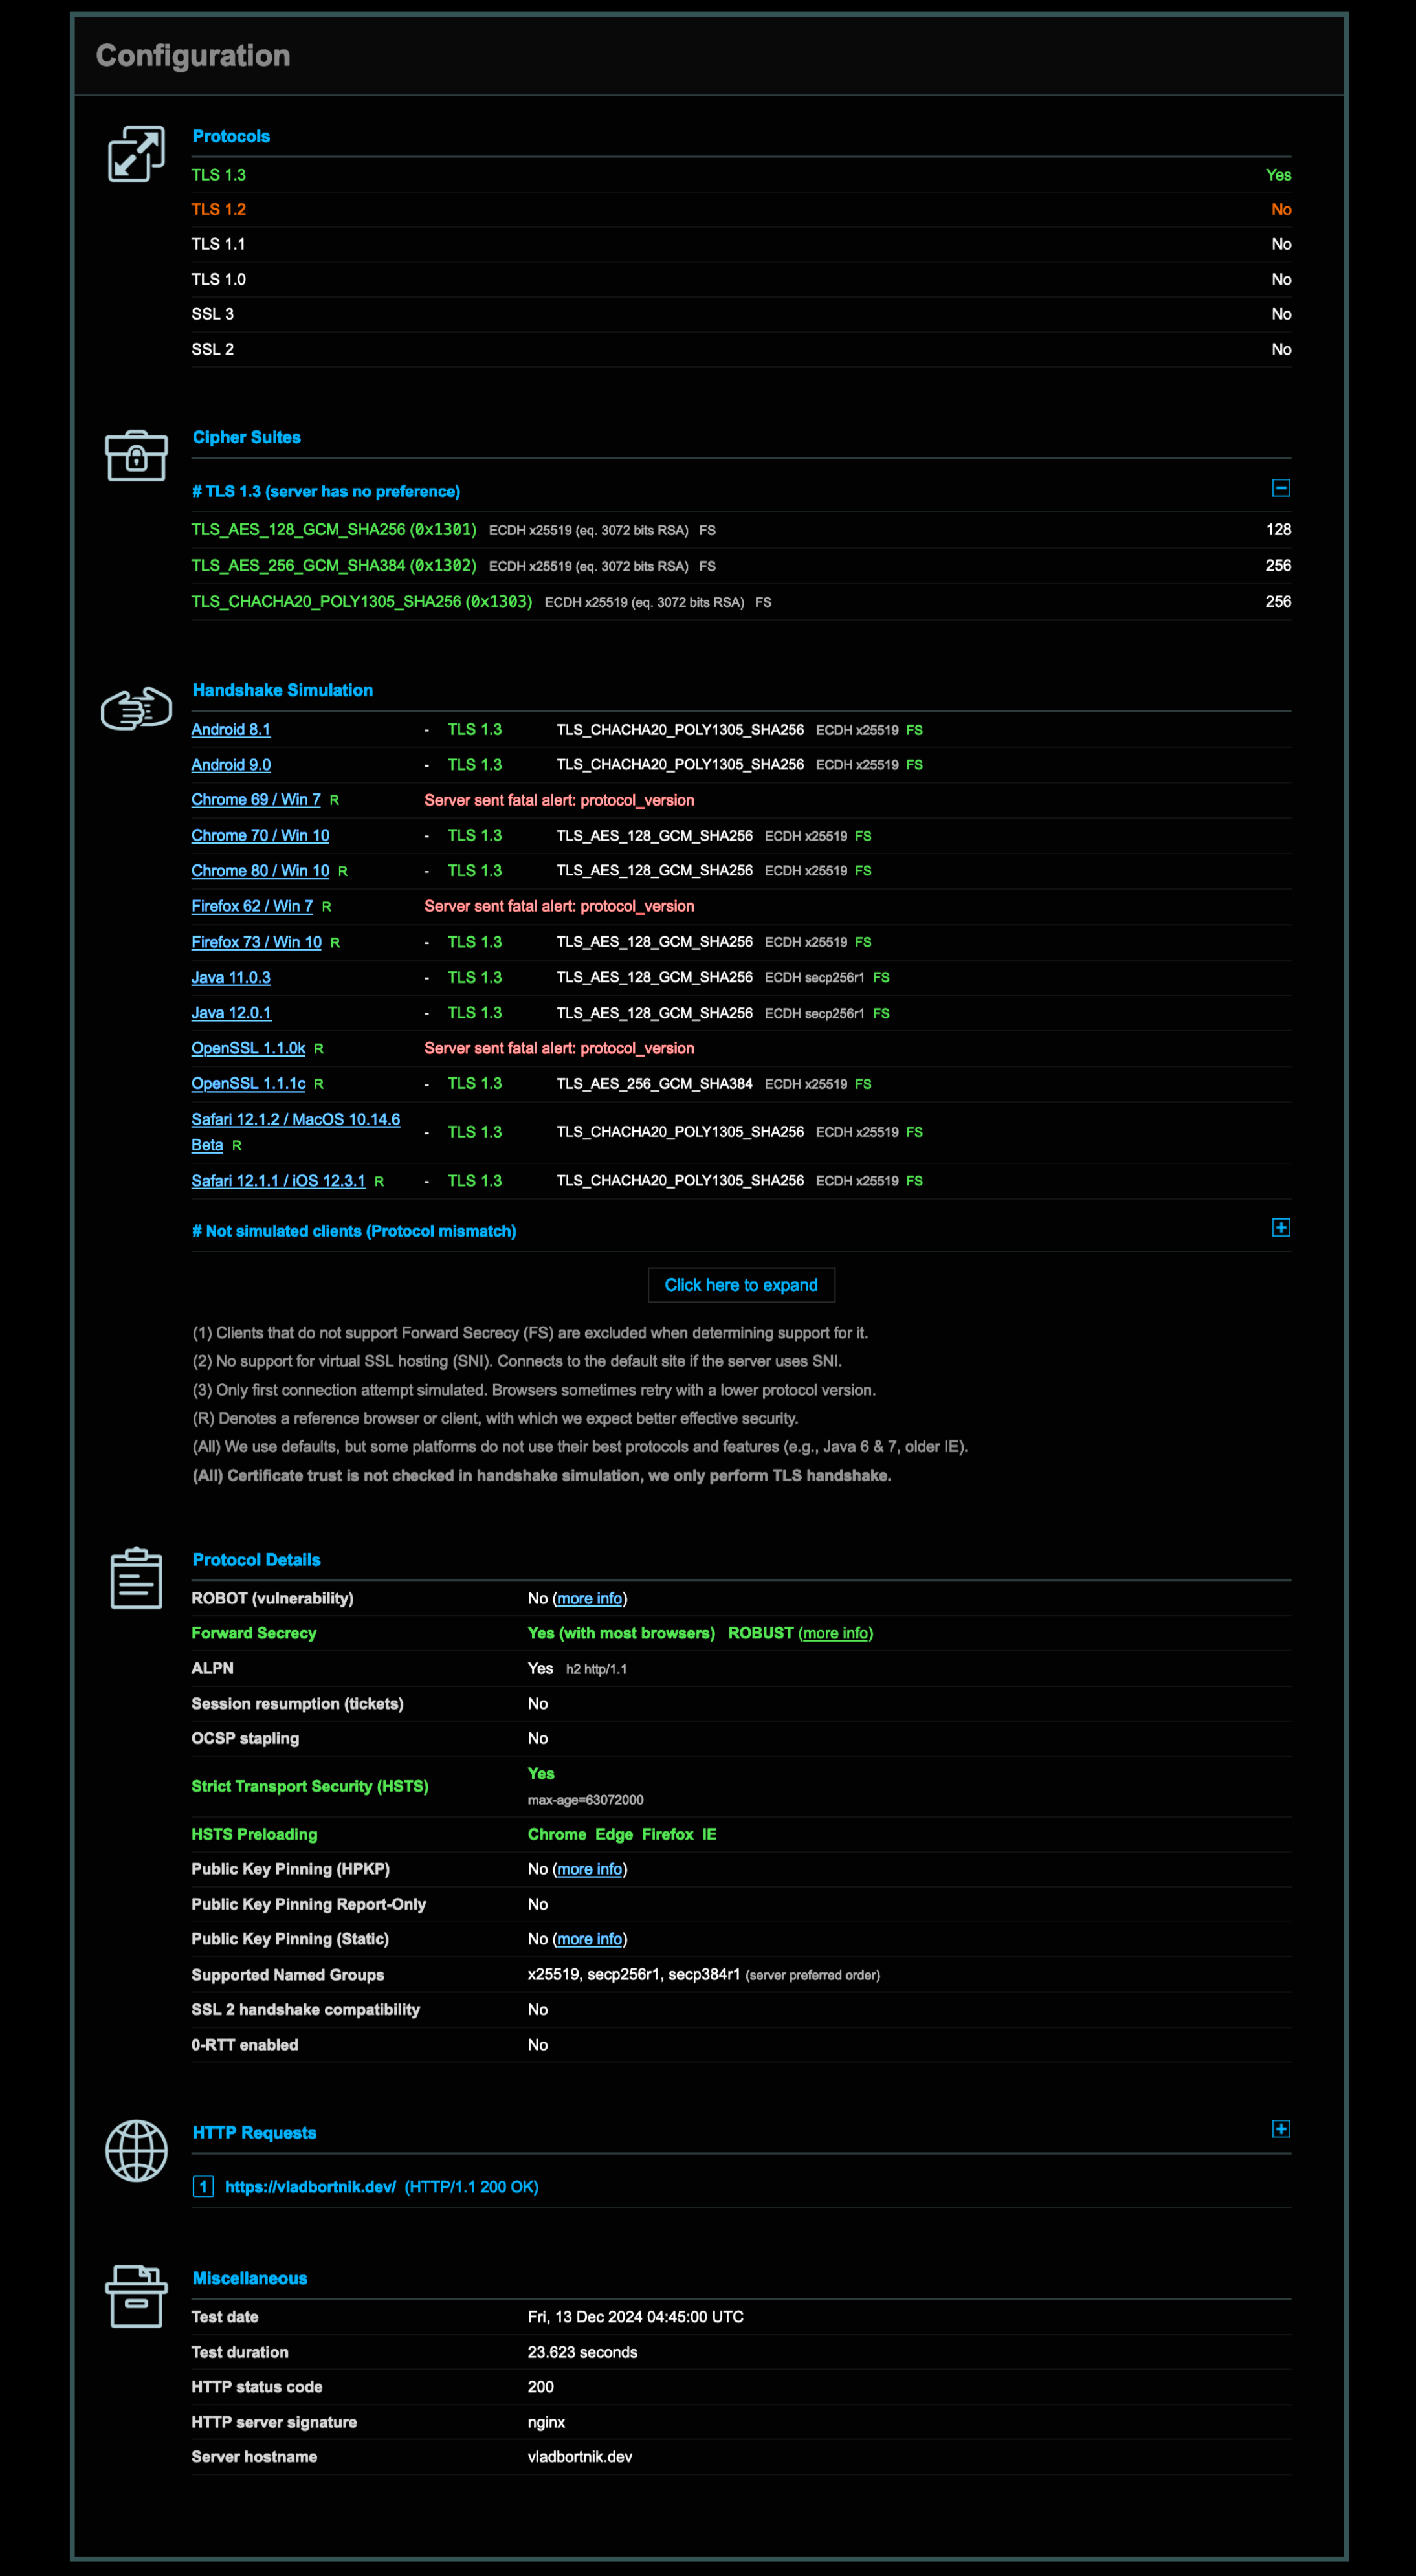 Configuration
Protocols
TLS 1.3 Yes
TLS 1.2 No
TLS 1.1 No
TLS 1.0 No
SSL 3 No
SSL 2 No
Cipher Suites
# TLS 1.3 (server has no preference)
TLS_AES_128_GCM_SHA256 (0x1301) ECDH x25519 (eq. 3072 bits RSA) FS 128
TLS_AES_256_GCM_SHA384 (0x1302) ECDH x25519 (eq. 3072 bits RSA) FS 256
TLS_CHACHA20_POLY1305_SHA256 (0x1303) ECDH x25519 (eq. 3072 bits RSA) FS 256
Handshake Simulation
Android 8.1 - TLS 1.3 TLS_CHACHA20_POLY1305_SHA256 ECDH x25519 FS
Android 9.0 - TLS 1.3 TLS_CHACHA20_POLY1305_SHA256 ECDH x25519 FS
Chrome 69 / Win 7 R Server sent fatal alert: protocol_version
Chrome 70 / Win 10 - TLS 1.3 TLS_AES_128_GCM_SHA256 ECDH x25519 FS
Chrome 80 / Win 10 R - TLS 1.3 TLS_AES_128_GCM_SHA256 ECDH x25519 FS
Firefox 62 / Win 7 R Server sent fatal alert: protocol_version
Firefox 73 / Win 10 R - TLS 1.3 TLS_AES_128_GCM_SHA256 ECDH x25519 FS
Java 11.0.3 - TLS 1.3 TLS_AES_128_GCM_SHA256 ECDH secp256r1 FS
Java 12.0.1 - TLS 1.3 TLS_AES_128_GCM_SHA256 ECDH secp256r1 FS
OpenSSL 1.1.0k R Server sent fatal alert: protocol_version
OpenSSL 1.1.1c R - TLS 1.3 TLS_AES_256_GCM_SHA384 ECDH x25519 FS
Safari 12.1.2 / MacOS 10.14.6
Beta R - TLS 1.3 TLS_CHACHA20_POLY1305_SHA256 ECDH x25519 FS
Safari 12.1.1 / iOS 12.3.1 R - TLS 1.3 TLS_CHACHA20_POLY1305_SHA256 ECDH x25519 FS
# Not simulated clients (Protocol mismatch)
Click here to expand
(1) Clients that do not support Forward Secrecy (FS) are excluded when determining support for it.
(2) No support for virtual SSL hosting (SNI). Connects to the default site if the server uses SNI.
(3) Only first connection attempt simulated. Browsers sometimes retry with a lower protocol version.
(R) Denotes a reference browser or client, with which we expect better effective security.
(All) We use defaults, but some platforms do not use their best protocols and features (e.g., Java 6 & 7, older IE).
(All) Certificate trust is not checked in handshake simulation, we only perform TLS handshake.
Protocol Details
ROBOT (vulnerability) No (more info)
Forward Secrecy Yes (with most browsers) ROBUST (more info)
ALPN Yes h2 http/1.1
Session resumption (tickets) No
OCSP stapling No
Strict Transport Security (HSTS) Yes
max-age=63072000
HSTS Preloading Chrome Edge Firefox IE
Public Key Pinning (HPKP) No (more info)
Public Key Pinning Report-Only No
Public Key Pinning (Static) No (more info)
Supported Named Groups x25519, secp256r1, secp384r1 (server preferred order)
SSL 2 handshake compatibility No
0-RTT enabled No
HTTP Requests
1 https://vladbortnik.dev/ (HTTP/1.1 200 OK)
Miscellaneous
Test date Fri, 13 Dec 2024 04:45:00 UTC
Test duration 23.623 seconds
HTTP status code 200
HTTP server signature nginx
Server hostname vladbortnik.dev